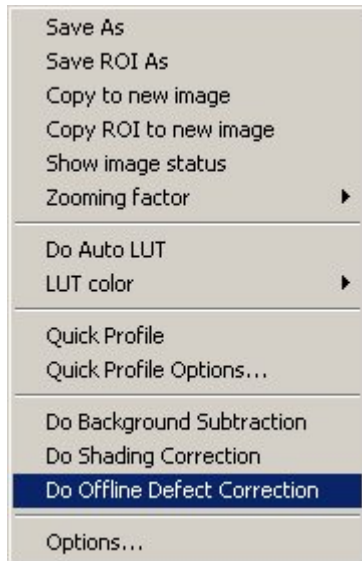 Save As
Save ROI As
Copy to new image
Copy ROI to new image
Show image status
Zooming factor
Do Auto LUT
LUT color
Quick Profile
Quick Profile Options...
Do Background Subtraction
Do Shading Correction
Do Offline Defect Correction
Options...